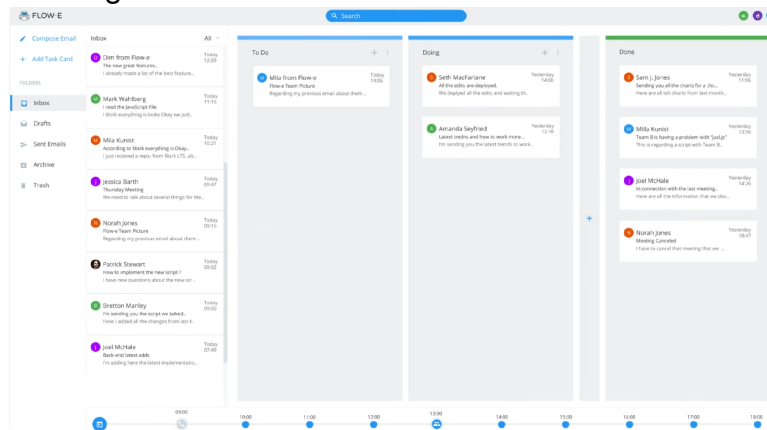 FLOW-E
Search
Compose Email
Add Task Card
FOLDERS
Inbox
Drafts
Sent Emails
Archive
Trash
Inbox
All
Dim from Flow-e
Today
12:09
The new great features..
I already made a list of the best feature..
Mark Wahlberg
Today
11:15
I read the JavaScript File
I think everything is Okay we just..
Mila Kunist
Today
10:21
According to Mark everything is Okay..
I just recieved a reptu from Mark LTS, ab..
Jessica Barth
Today
09:47
Thursday Meeting
We need to talk about several things for the..
Norah Jones
Today
09:15
Flow-e Team Picture
Regarding my previous email about them ..
Patrick Stewart
Today
09:02
How to implement the new script !
I have new questions about the new scr ..
Bretton Manley
Today
09:00
I'm sending you the script we talked..
Have I added all the changes from last ti..
Joel McHale
Today
07:43
Back-end latest adds
I'm adding here the latest implementatio..
To Do
Mila from Flow-e
Today
14:06
Flow-e Team Picture
Regarding my previous email about them ...
Doing
Seth MacFarlane
Yesterday
14:06
All the edits are deployed.
We deplyed all the edits and waiting th..
Amanda Seyfried
Yesterday
12:18
Latest tredns and how to work more...
I'm sending you the latest trends to work..
Done
Sam J. Jones
Yesterday
11:06
Sending you all the charts for a chc..
Here are all teh charts from last month..
Milla Kunist
Yesterday
13:36
Team B is having a problem with "jad.js"
This is regarding a script with Team B..
Joel McHale
Yesterday
14:26
In connection with the last meeting..
Here are all the information that we disc..
Norah Jones
Yesterday
18:47
Meeting Canceled
I have to cancel that meeting that we ...
09:00
10:00
11:00
12:00
13:00
14:00
15:00
16:00
17:00
18:00